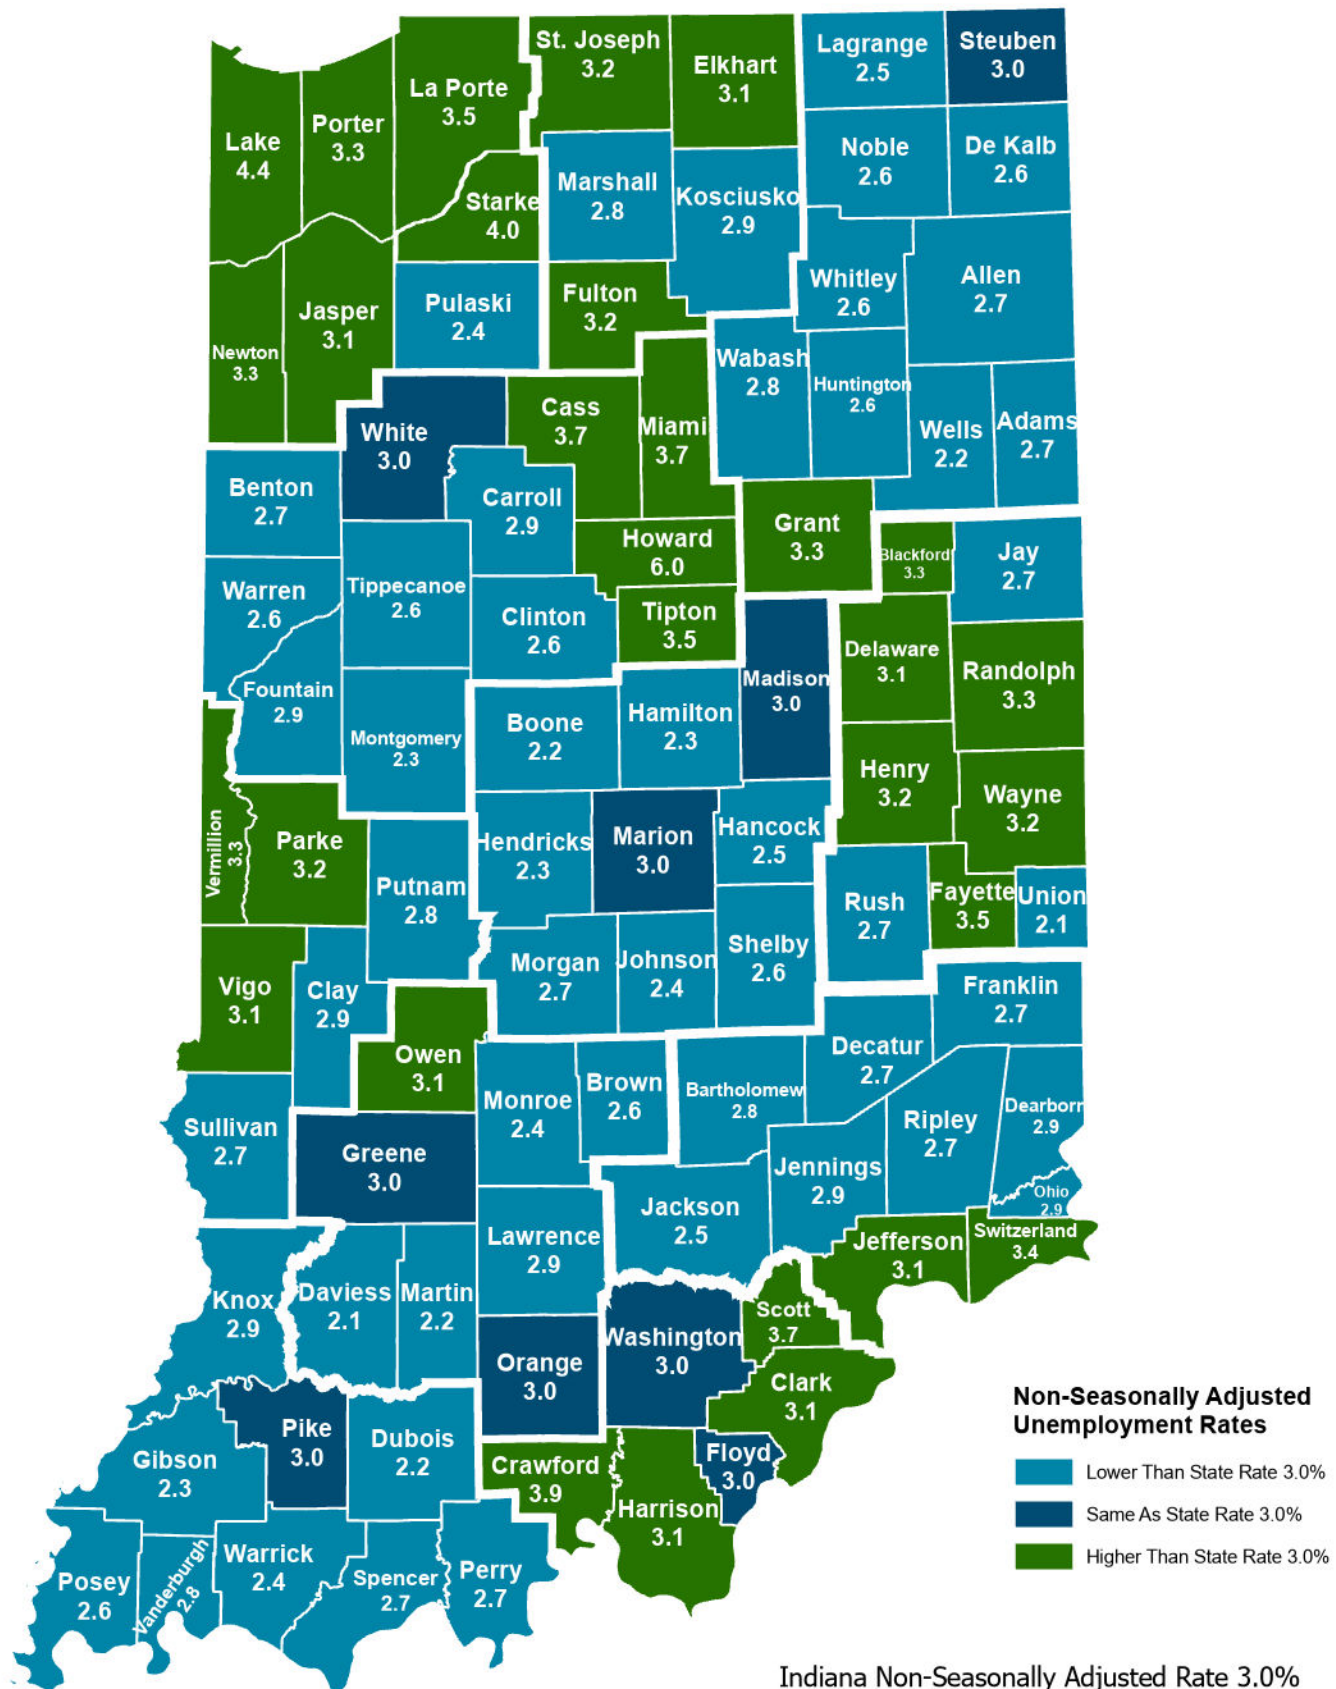 St. Joseph
3.2
Elkhart
3.1
Lagrange
2.5
Steuben
3.0
La Porte
3.5
Porter
3.3
Lake
4.4
Noble
2.6
De Kalb
2.6
Marshall
2.8
Kosciusko
2.9
Starke
4.0
Whitley
2.6
Allen
2.7
Fulton
3.2
Pulaski
2.4
Jasper
3.1
Newton
3.3
Wabash
2.8
Huntington
2.6
Wells
2.2
Adams
2.7
White
3.0
Cass
3.7
Miami
3.7
Benton
2.7
Carroll
2.9
Grant
3.3
Howard
6.0
Blackford
3.3
Jay
2.7
Warren
2.6
Tippecanoe
2.6
Clinton
2.6
Tipton
3.5
Delaware
3.1
Randolph
3.3
Madison
3.0
Fountain
2.9
Montgomery
2.3
Boone
2.2
Hamilton
2.3
Henry
3.2
Wayne
3.2
Vermillion
3.3
Parke
3.2
Putnam
2.8
Hendricks
2.3
Marion
3.0
Hancock
2.5
Rush
2.7
Fayette
3.5
Union
2.1
Shelby
2.6
Morgan
2.7
Johnson
2.4
Vigo
3.1
Clay
2.9
Franklin
2.7
Owen
3.1
Decatur
2.7
Monroe
2.4
Brown
2.6
Bartholomew
2.8
Dearborn
2.9
Ripley
2.7
Sullivan
2.7
Greene
3.0
Jennings
2.9
Ohio
2.9
Jackson
2.5
Lawrence
2.9
Jefferson
3.1
Switzerland
3.4
Knox
2.9
Daviess
2.1
Martin
2.2
Scott
3.7
Washington
3.0
Orange
3.0
Clark
3.1
Pike
3.0
Dubois
2.2
Gibson
2.3
Floyd
3.0
Crawford
3.9
Harrison
3.1
Posey
2.6
Vanderburgh
2.8
Warrick
2.4
Spencer
2.7
Perry
2.7
Non-Seasonally Adjusted
Unemployment Rates
Lower Than State Rate 3.0%
Same As State Rate 3.0%
Higher Than State Rate 3.0%
Indiana Non-Seasonally Adjusted Rate 3.0%